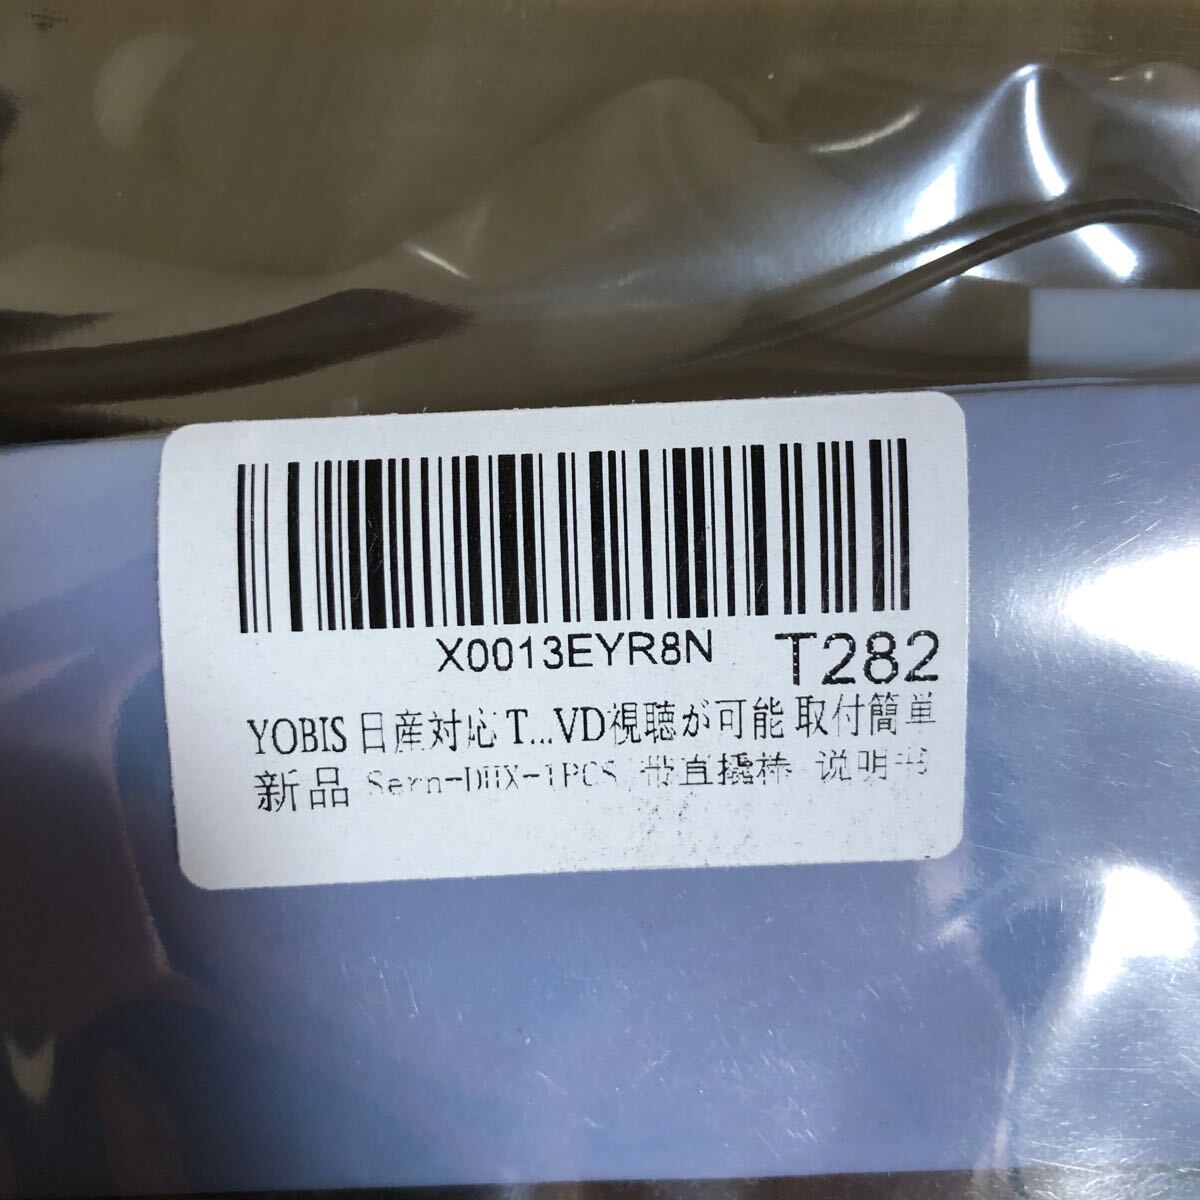 X0013EYR8N T282
YOBIS 日産対応 T...VD視聴が可能 取付簡単
新品 Sern-DHX-1PCS 带直撬棒 说明书